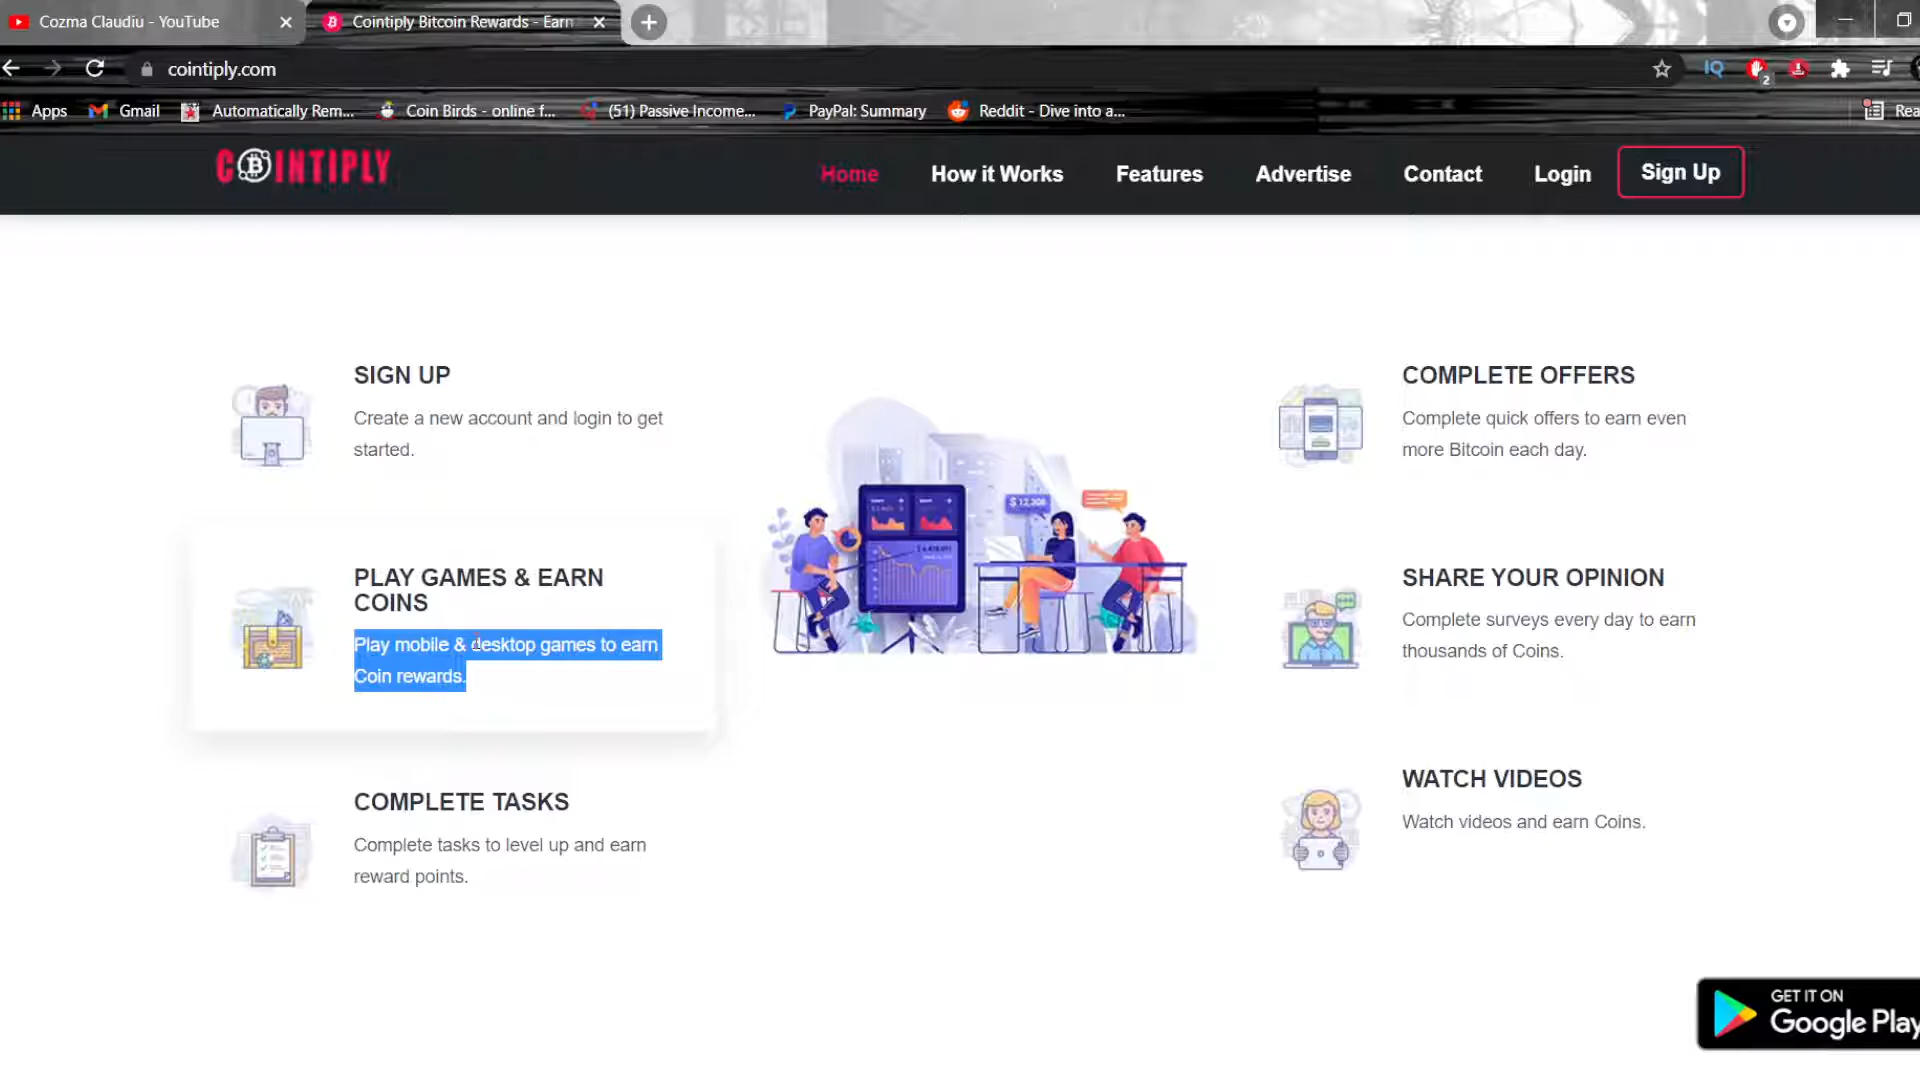 Cozma Claudiu - YouTube
Cointiply Bitcoin Rewards - Earn
cointiply.com
IQ
2
Apps
Gmail
Automatically Rem...
Coin Birds - online f...
(51) Passive Income...
PayPal: Summary
Reddit - Dive into a...
Rea
COINTIPLY
Home
How it Works
Features
Advertise
Contact
Login
Sign Up
SIGN UP
Create a new account and login to get
started.
PLAY GAMES & EARN
COINS
Play mobile & desktop games to earn
Coin rewards.
COMPLETE TASKS
Complete tasks to level up and earn
reward points.
$ 12,308
COMPLETE OFFERS
Complete quick offers to earn even
more Bitcoin each day.
SHARE YOUR OPINION
Complete surveys every day to earn
thousands of Coins.
WATCH VIDEOS
Watch videos and earn Coins.
GET IT ON
Google Play